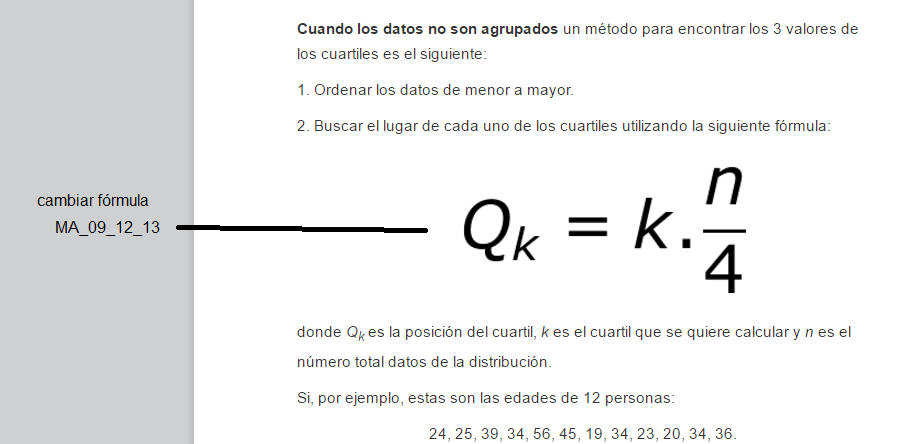 Cuando los datos no son agrupados un método para encontrar los 3 valores de
los cuartiles es el siguiente:
1. Ordenar los datos de menor a mayor.
2. Buscar el lugar de cada uno de los cuartiles utilizando la siguiente fórmula:
cambiar fórmula
MA_09_12_13
Qk = k.n/4
donde Qk es la posición del cuartil, k es el cuartil que se quiere calcular y n es el
número total datos de la distribución.
Si, por ejemplo, estas son las edades de 12 personas:
24, 25, 39, 34, 56, 45, 19, 34, 23, 20, 34, 36.